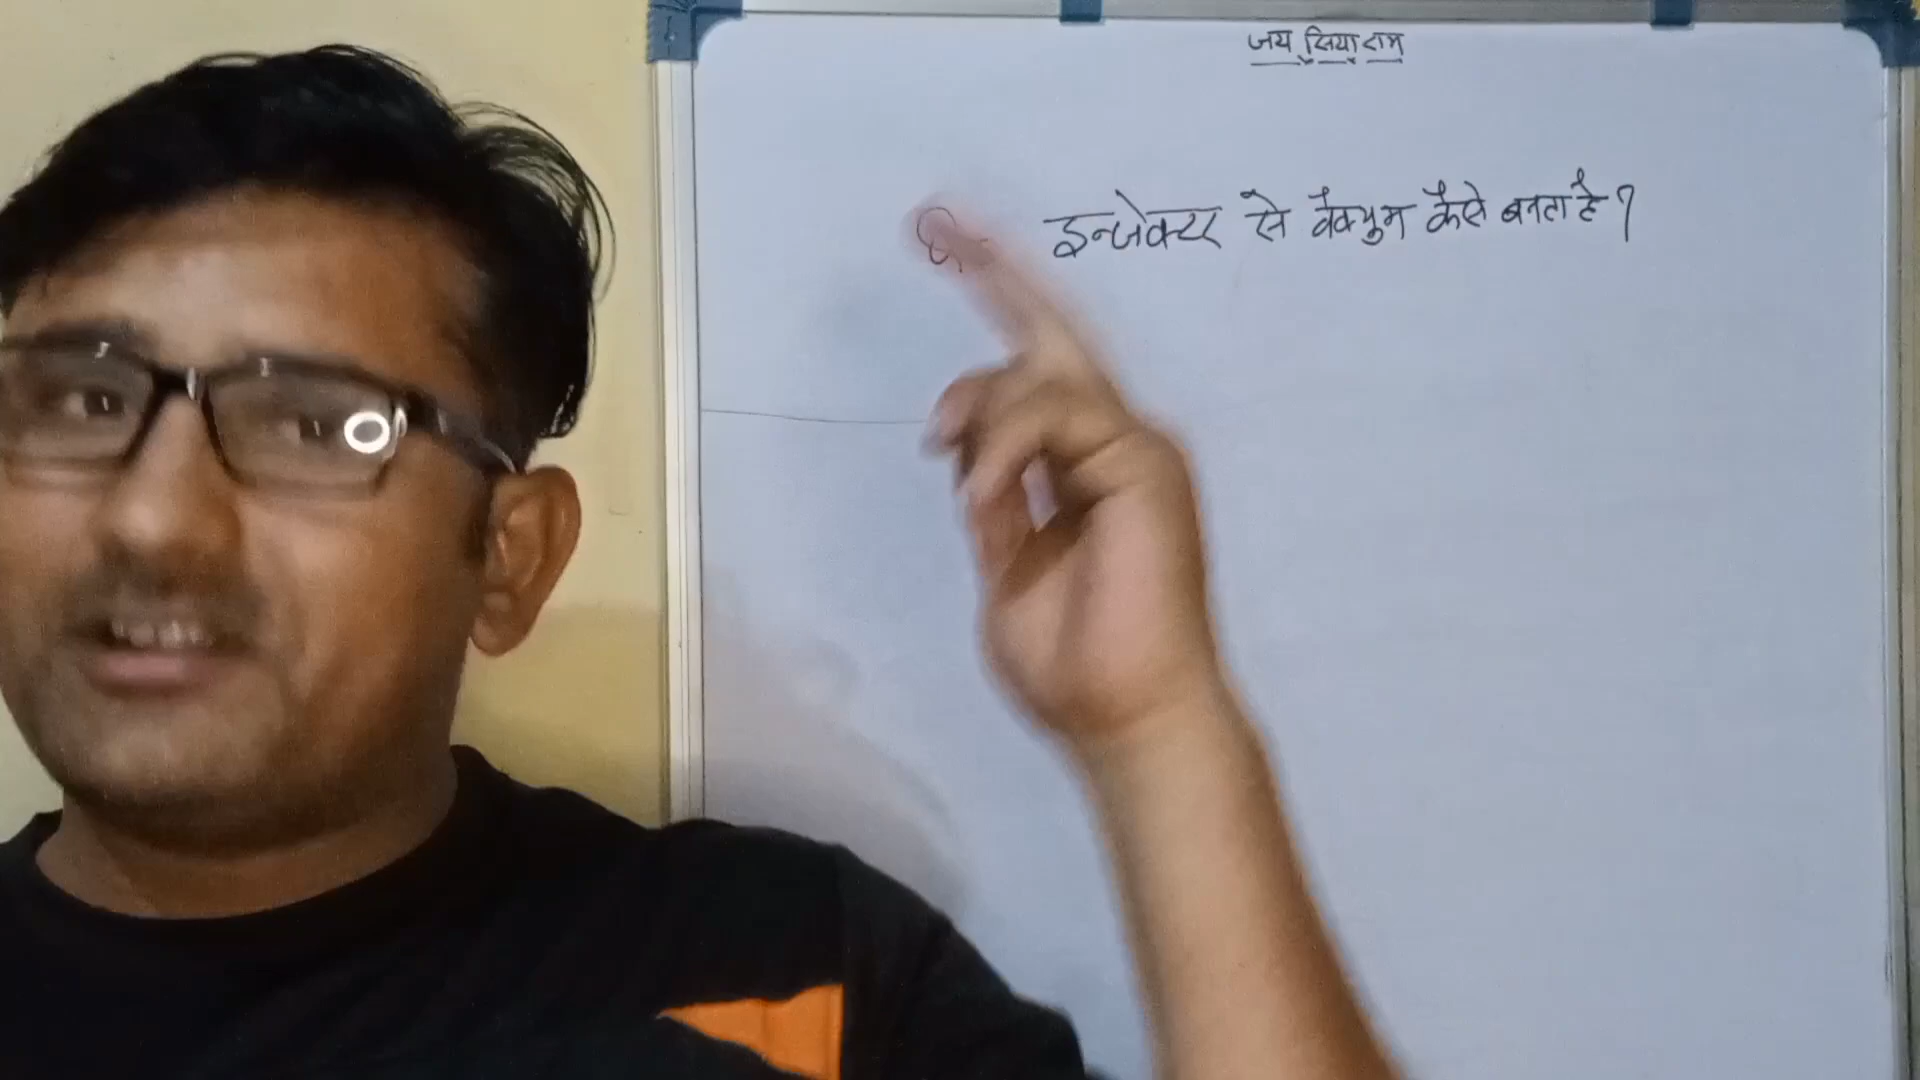 जय सियाराम
Q इन्जेक्टर से वैक्युम कैसे बनता है?